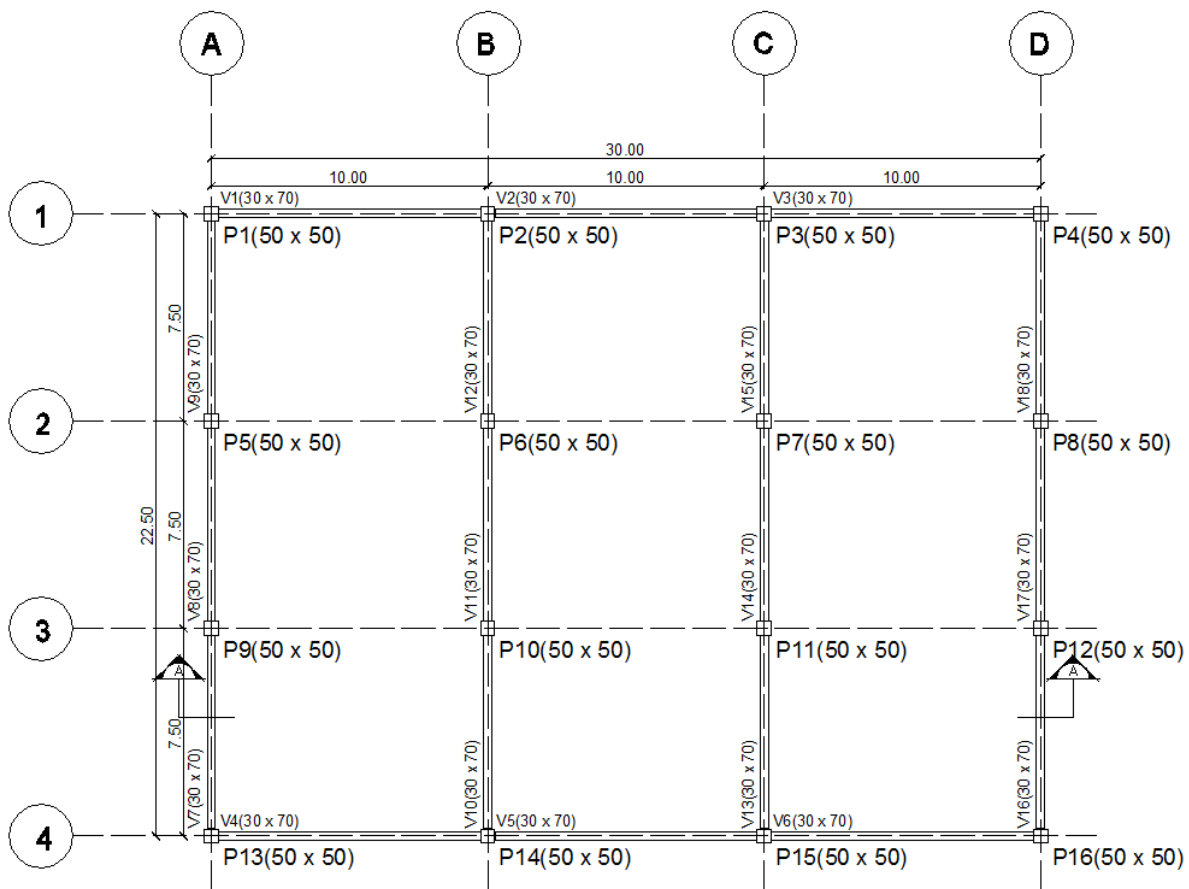 A B C D
30.00
10.00 10.00 10.00
V1(30 x 70) V2(30 x 70) V3(30 x 70)
1
P1(50 x 50) P2(50 x 50) P3(50 x 50) P4(50 x 50)
7.50
V9(30 x 70) V12(30 x 70) V15(30 x 70) V18(30 x 70)
2
P5(50 x 50) P6(50 x 50) P7(50 x 50) P8(50 x 50)
22.50
7.50
V8(30 x 70) V11(30 x 70) V14(30 x 70) V17(30 x 70)
3
P9(50 x 50) P10(50 x 50) P11(50 x 50) P12(50 x 50)
A A
7.50
V7(30 x 70) V10(30 x 70) V13(30 x 70) V16(30 x 70)
V4(30 x 70) V5(30 x 70) V6(30 x 70)
4
P13(50 x 50) P14(50 x 50) P15(50 x 50) P16(50 x 50)